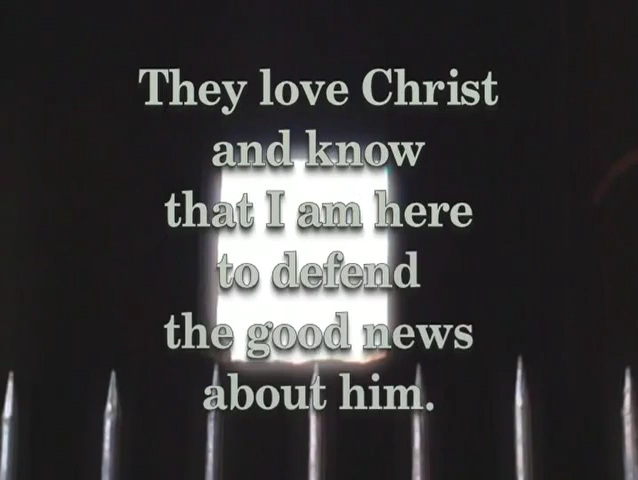 They love Christ
and know
that I am here
to defend
the good news
about him.